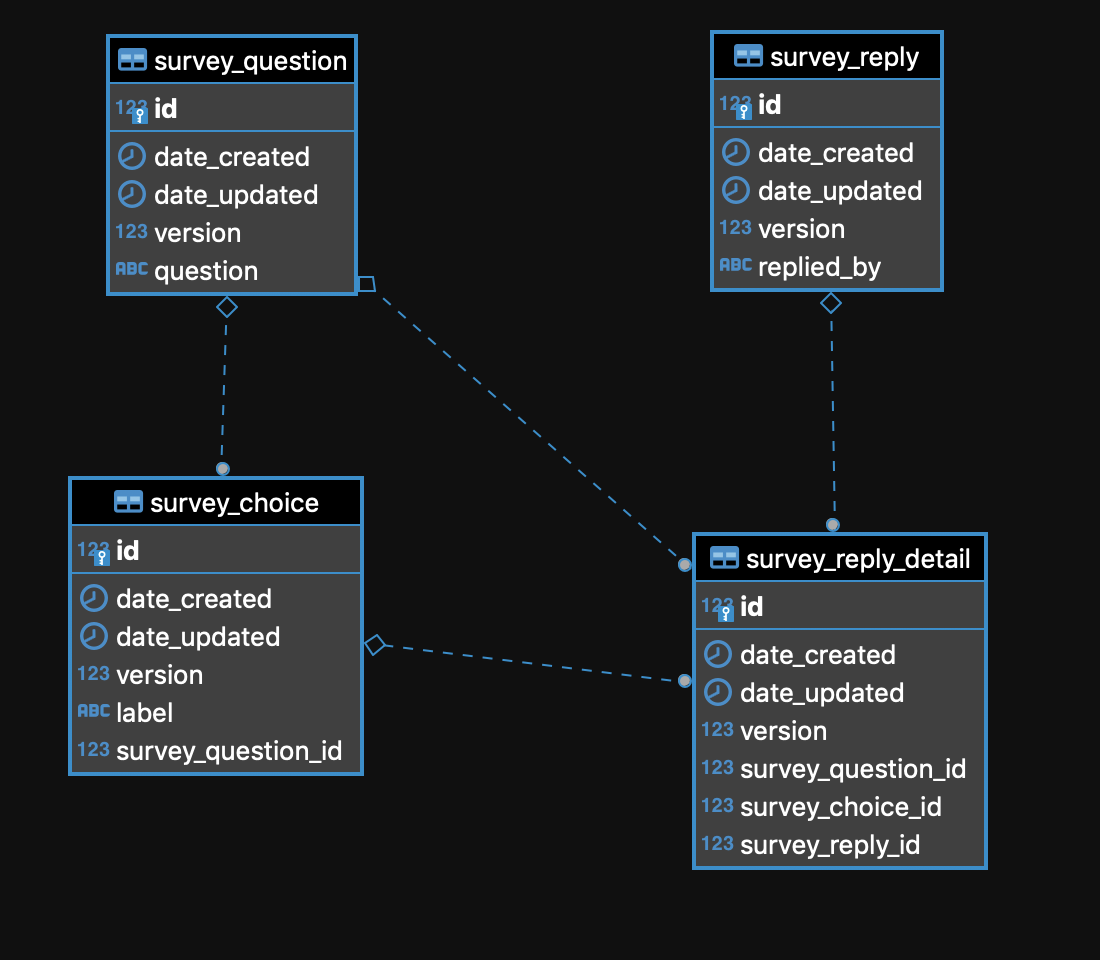 survey_question
123 id
date_created
date_updated
123 version
ABC question
survey_reply
123 id
date_created
date_updated
123 version
ABC replied_by
survey_choice
123 id
date_created
date_updated
123 version
ABC label
123 survey_question_id
survey_reply_detail
123 id
date_created
date_updated
123 version
123 survey_question_id
123 survey_choice_id
123 survey_reply_id